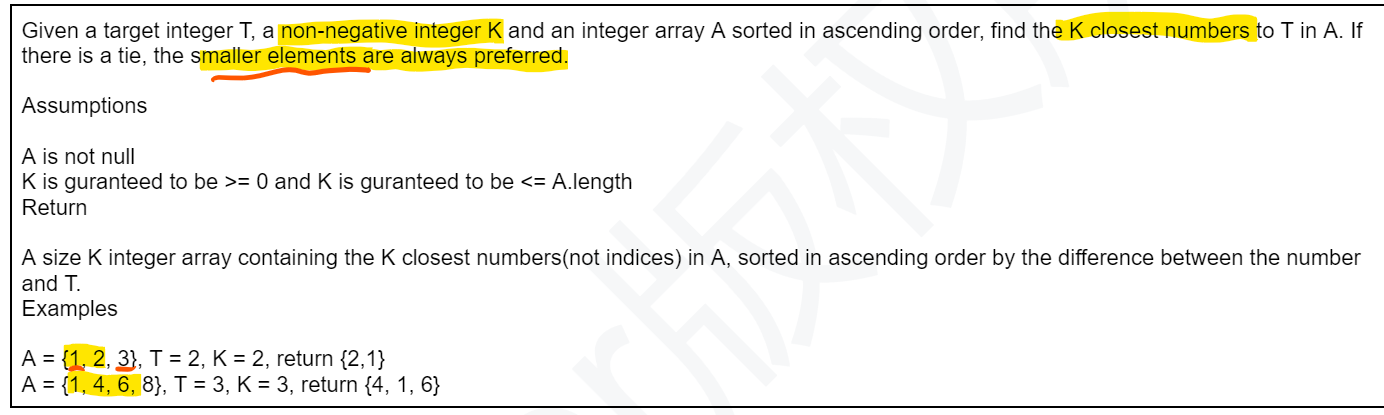 Given a target integer T, a non-negative integer K and an integer array A sorted in ascending order, find the K closest numbers to T in A. If
there is a tie, the smaller elements are always preferred.
Assumptions
A is not null
K is guranteed to be >= 0 and K is guranteed to be <= A.length
Return
A size K integer array containing the K closest numbers(not indices) in A, sorted in ascending order by the difference between the number
and T.
Examples
A = {1, 2, 3}, T = 2, K = 2, return {2,1}
A = {1, 4, 6, 8}, T = 3, K = 3, return {4, 1, 6}
版权